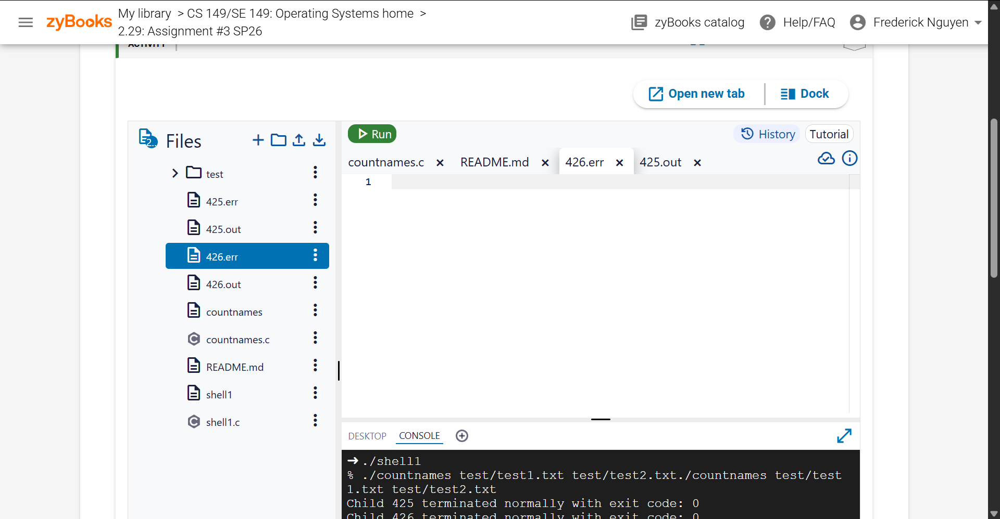 zyBooks
My library > CS 149/SE 149: Operating Systems home >
2.29: Assignment #3 SP26
zyBooks catalog
Help/FAQ
Frederick Nguyen
ACTIVITY
Open new tab
Dock
Files
Run
History
Tutorial
countnames.c
README.md
426.err
425.out
1
test
425.err
425.out
426.err
426.out
countnames
countnames.c
README.md
shell1
shell1.c
DESKTOP
CONSOLE
➜ ./shell1
% ./countnames test/test1.txt test/test2.txt./countnames test/test
1.txt test/test2.txt
Child 425 terminated normally with exit code: 0
Child 426 terminated normally with exit code: 0